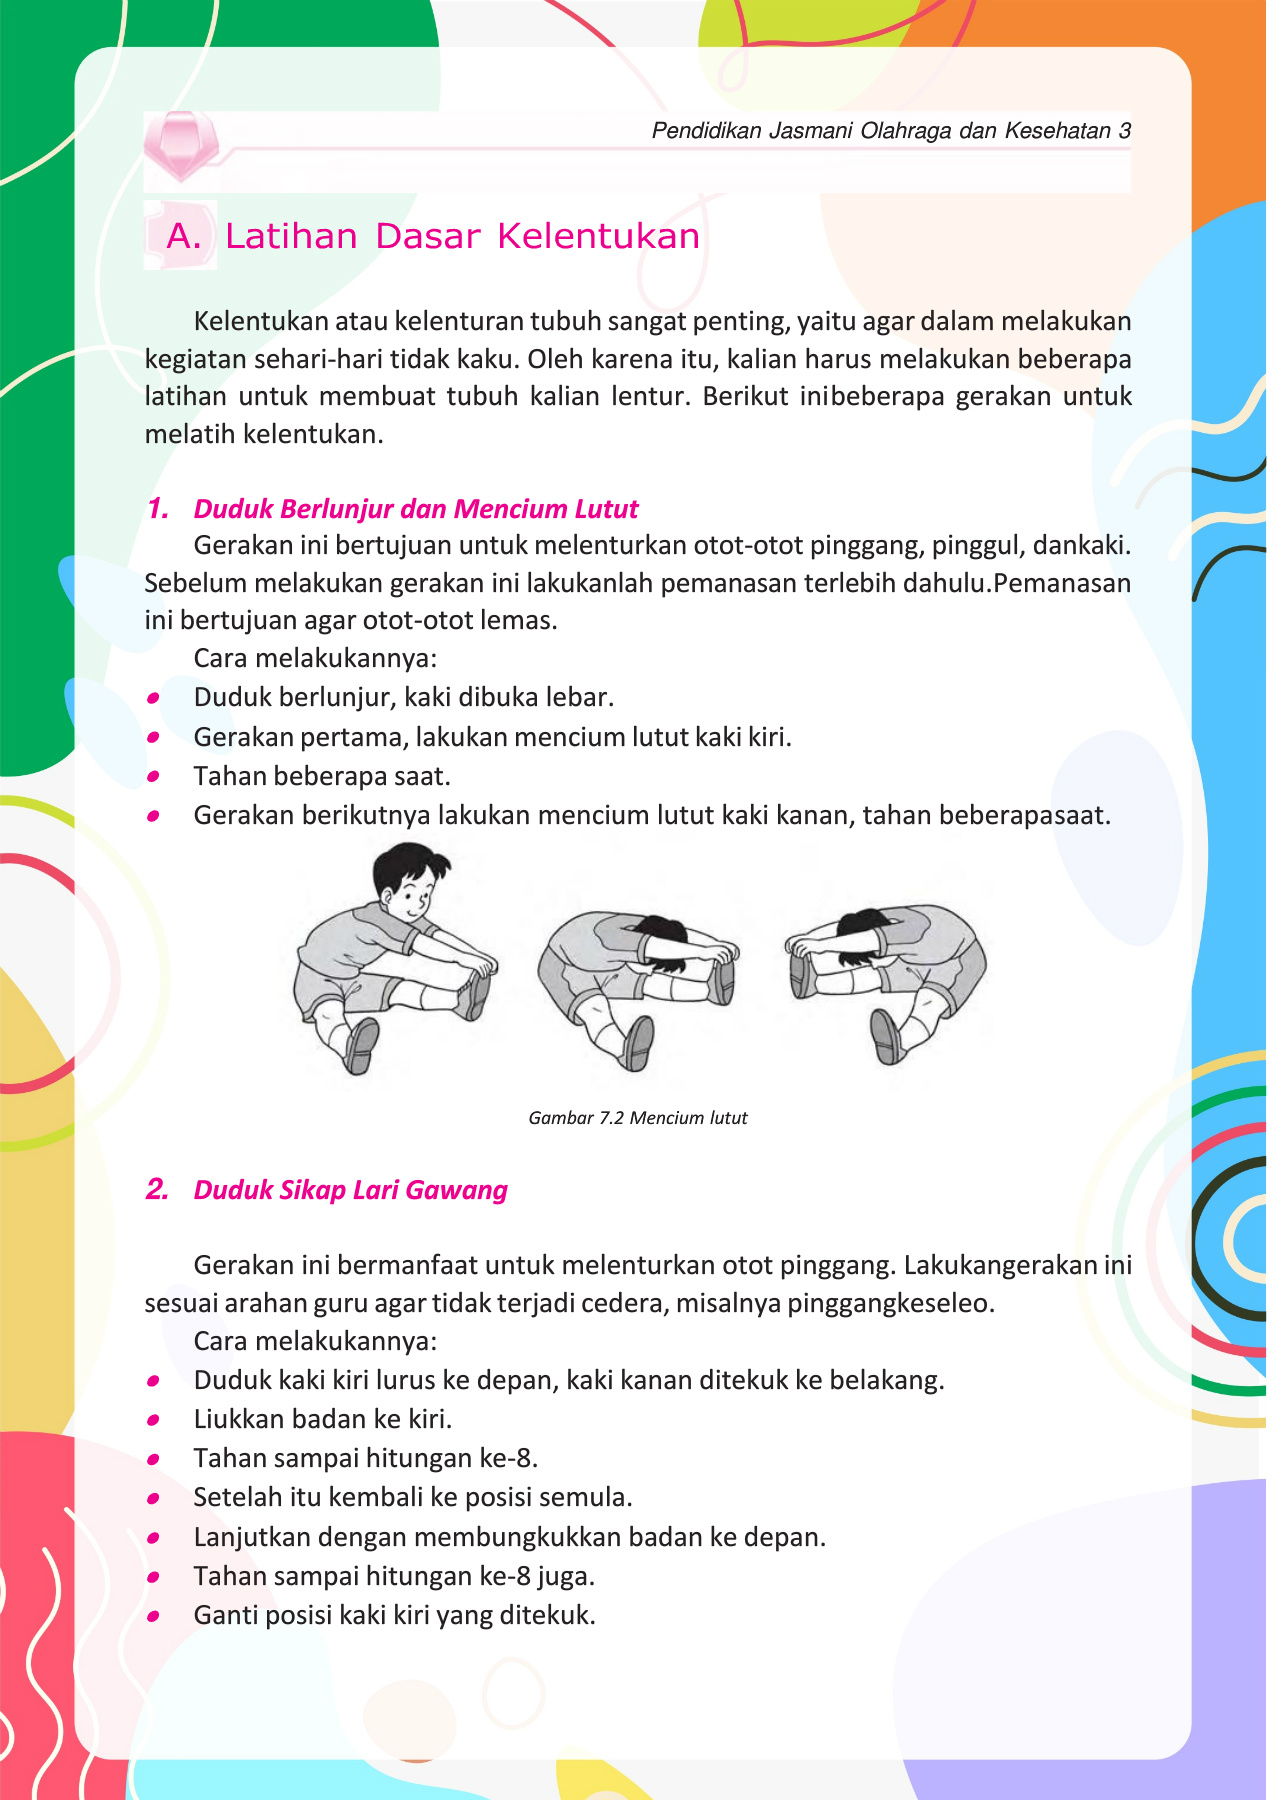 Pendidikan Jasmani Olahraga dan Kesehatan 3
A. Latihan Dasar Kelentukan
Kelentukan atau kelenturan tubuh sangat penting, yaitu agar dalam melakukan
kegiatan sehari-hari tidak kaku. Oleh karena itu, kalian harus melakukan beberapa
latihan untuk membuat tubuh kalian lentur. Berikut inibeberapa gerakan untuk
melatih kelentukan.
1. Duduk Berlunjur dan Mencium Lutut
Gerakan ini bertujuan untuk melenturkan otot-otot pinggang, pinggul, dankaki.
Sebelum melakukan gerakan ini lakukanlah pemanasan terlebih dahulu.Pemanasan
ini bertujuan agar otot-otot lemas.
Cara melakukannya:
• Duduk berlunjur, kaki dibuka lebar.
• Gerakan pertama, lakukan mencium lutut kaki kiri.
• Tahan beberapa saat.
• Gerakan berikutnya lakukan mencium lutut kaki kanan, tahan beberapasaat.
Gambar 7.2 Mencium lutut
2. Duduk Sikap Lari Gawang
Gerakan ini bermanfaat untuk melenturkan otot pinggang. Lakukangerakan ini
sesuai arahan guru agar tidak terjadi cedera, misalnya pinggangkeseleo.
Cara melakukannya:
• Duduk kaki kiri lurus ke depan, kaki kanan ditekuk ke belakang.
• Liukkan badan ke kiri.
• Tahan sampai hitungan ke-8.
• Setelah itu kembali ke posisi semula.
• Lanjutkan dengan membungkukkan badan ke depan.
• Tahan sampai hitungan ke-8 juga.
• Ganti posisi kaki kiri yang ditekuk.